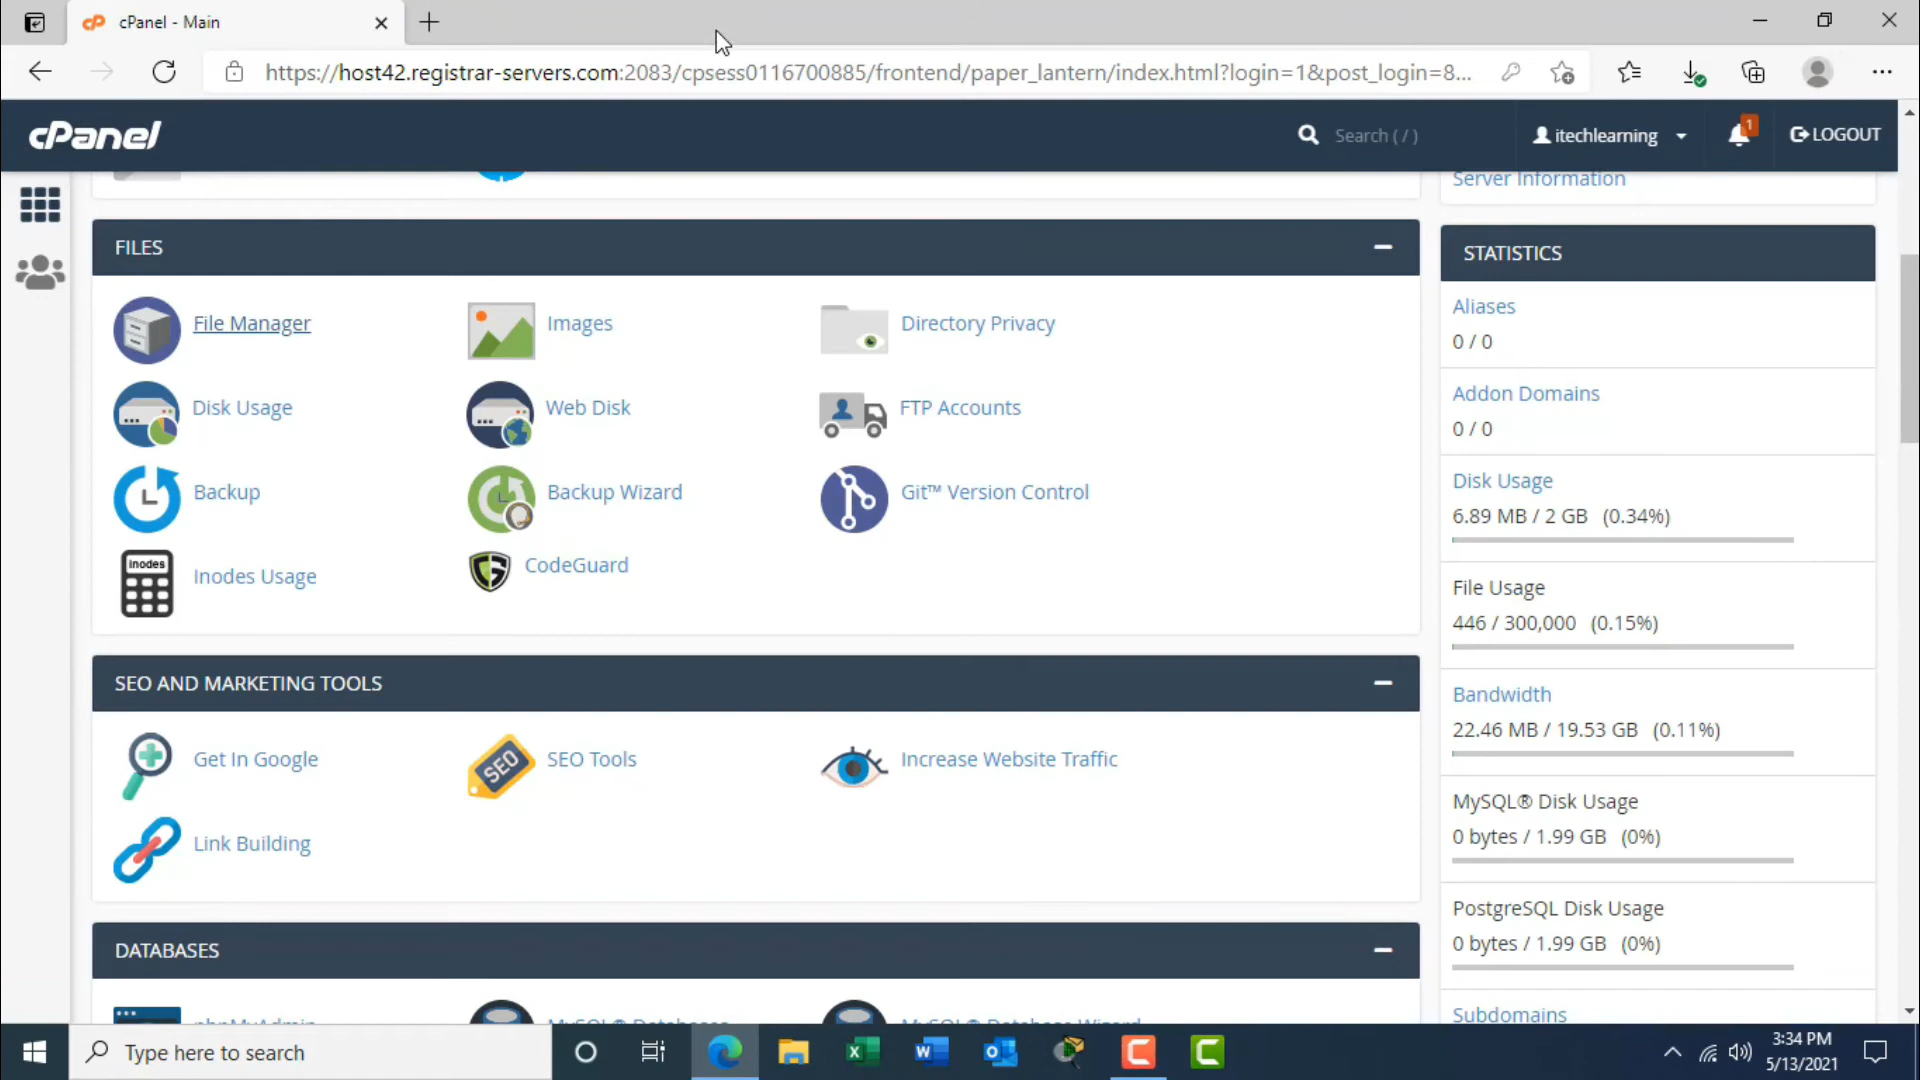 cPanel - Main
https://host42.registrar-servers.com:2083/cpsess0116700885/frontend/paper_lantern/index.html?login=1&post_login=8...
cPanel
Search ( / )
itechlearning
1
LOGOUT
Server Information
FILES
File Manager
Images
Directory Privacy
Disk Usage
Web Disk
FTP Accounts
Backup
Backup Wizard
Git™ Version Control
inodes
Inodes Usage
CodeGuard
SEO AND MARKETING TOOLS
Get In Google
SEO
SEO Tools
Increase Website Traffic
Link Building
DATABASES
phpMyAdmin
MySQL® Databases
MySQL® Database Wizard
STATISTICS
Aliases
0 / 0
Addon Domains
0 / 0
Disk Usage
6.89 MB / 2 GB (0.34%)
File Usage
446 / 300,000 (0.15%)
Bandwidth
22.46 MB / 19.53 GB (0.11%)
MySQL® Disk Usage
0 bytes / 1.99 GB (0%)
PostgreSQL Disk Usage
0 bytes / 1.99 GB (0%)
Subdomains
Type here to search
3:34 PM
5/13/2021